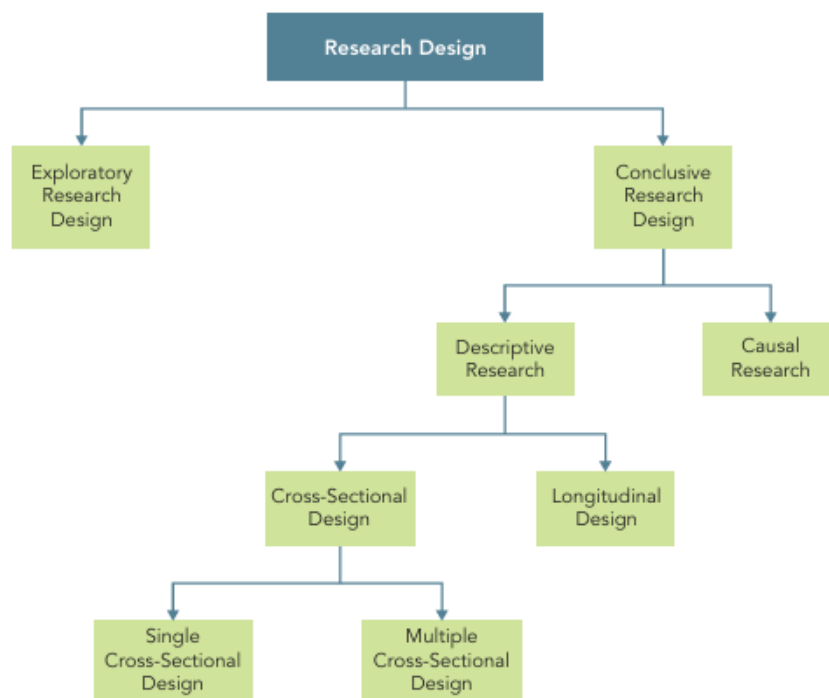 Research Design
Exploratory
Research
Design
Conclusive
Research
Design
Descriptive
Research
Causal
Research
Cross-Sectional
Design
Longitudinal
Design
Single
Cross-Sectional
Design
Multiple
Cross-Sectional
Design